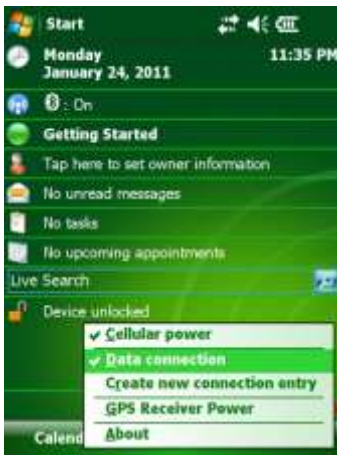 Start
Monday
11:35 PM
January 24, 2011
: On
Getting Started
Tap here to set owner information
No unread messages
No tasks
No upcoming appointments
Live Search
Device unlocked
Cellular power
Data connection
Create new connection entry
GPS Receiver Power
About
Calend